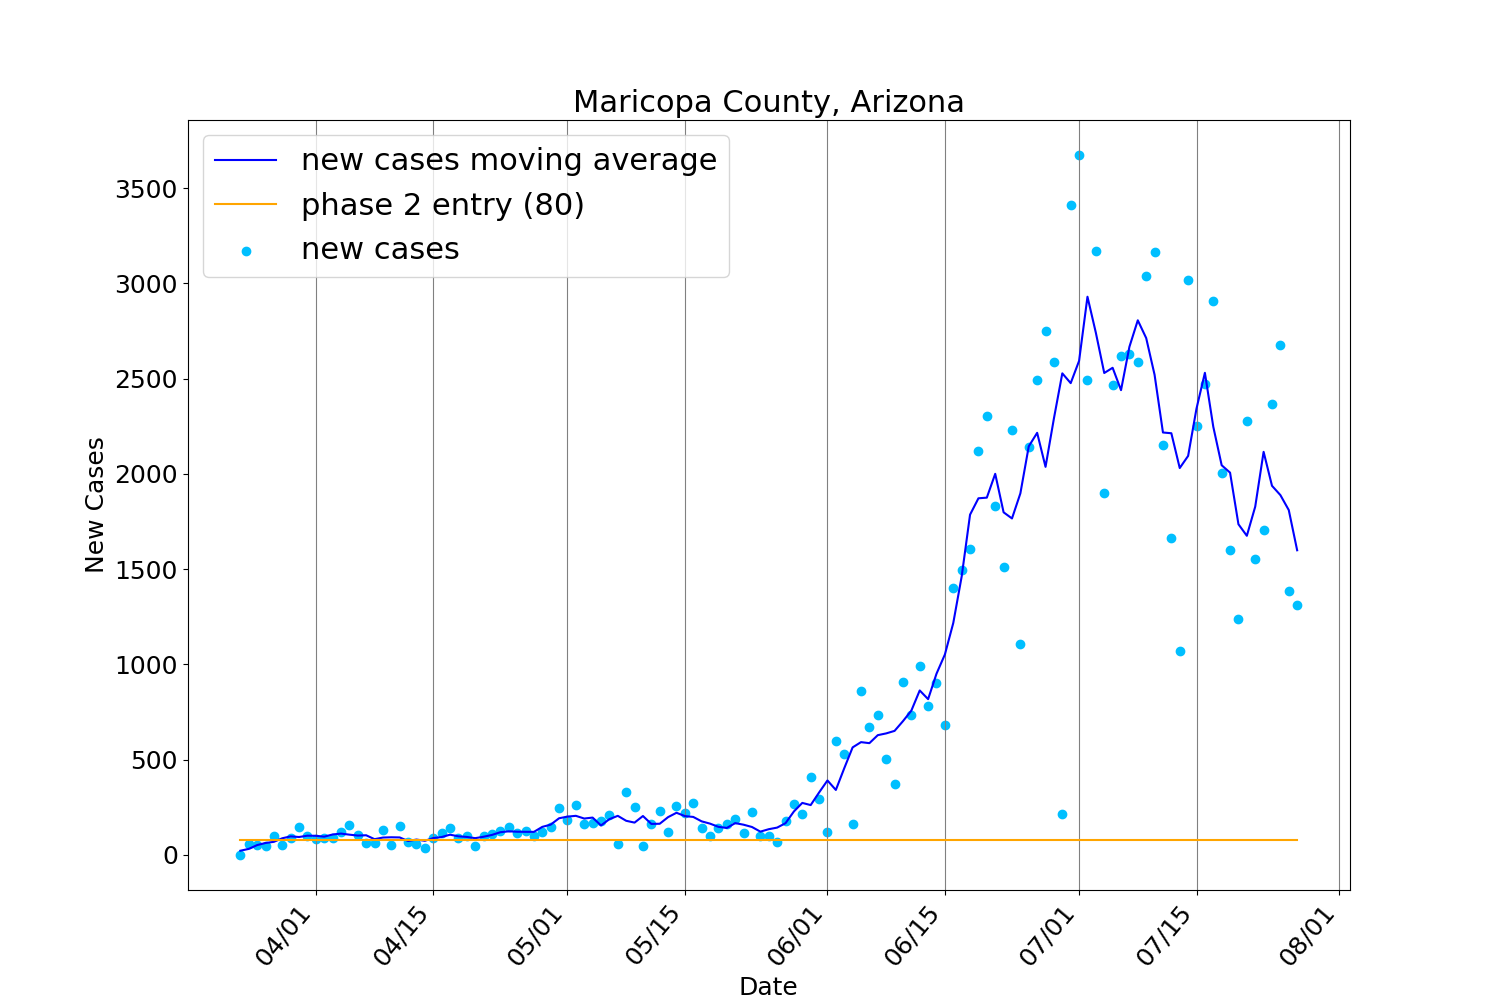 Maricopa County, Arizona
new cases moving average
phase 2 entry (80)
new cases
3500
3000
2500
2000
1500
1000
500
0
New Cases
04/01
04/15
05/01
05/15
06/01
06/15
07/01
07/15
08/01
Date